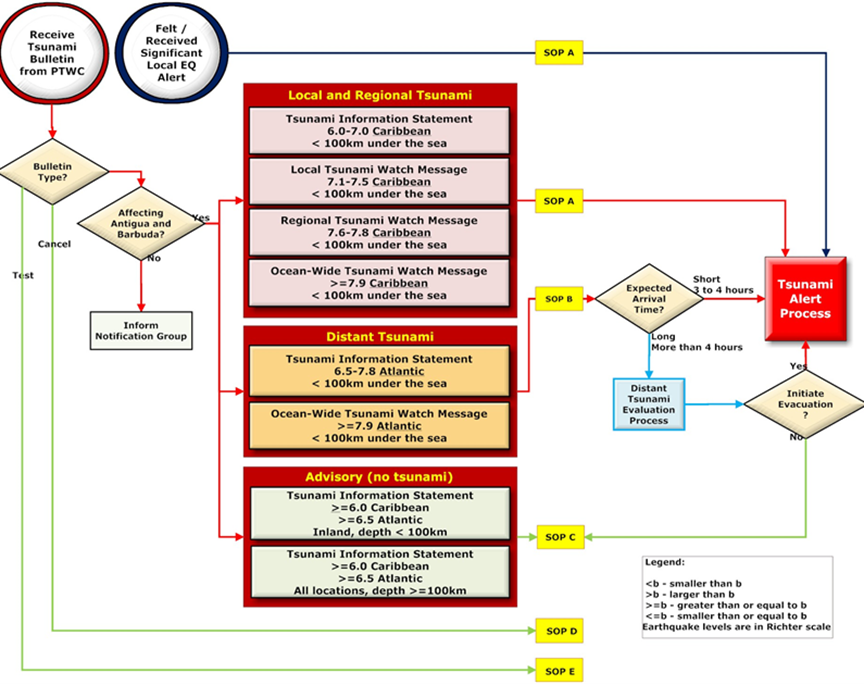 Receive
Tsunami
Bulletin
from PTWC
Felt /
Received
Significant
Local EQ
Alert
SOP A
Local and Regional Tsunami
Tsunami Information Statement
6.0-7.0 Caribbean
< 100km under the sea
Local Tsunami Watch Message
7.1-7.5 Caribbean
< 100km under the sea
Regional Tsunami Watch Message
7.6-7.8 Caribbean
< 100km under the sea
Ocean-Wide Tsunami Watch Message
>=7.9 Caribbean
< 100km under the sea
Bulletin
Type?
Affecting
Antigua and
Barbuda?
Yes
No
Cancel
Test
Inform
Notification Group
SOP A
SOP B
Expected
Arrival
Time?
Short
3 to 4 hours
Long
More than 4 hours
Tsunami
Alert
Process
Distant Tsunami
Tsunami Information Statement
6.5-7.8 Atlantic
< 100km under the sea
Ocean-Wide Tsunami Watch Message
>=7.9 Atlantic
< 100km under the sea
Distant
Tsunami
Evaluation
Process
Yes
Initiate
Evacuation
?
No
Advisory (no tsunami)
Tsunami Information Statement
>=6.0 Caribbean
>=6.5 Atlantic
Inland, depth < 100km
Tsunami Information Statement
>=6.0 Caribbean
>=6.5 Atlantic
All locations, depth >=100km
SOP C
SOP D
SOP E
Legend:
<b - smaller than b
>b - larger than b
>=b - greater than or equal to b
<=b - smaller than or equal to b
Earthquake levels are in Richter scale